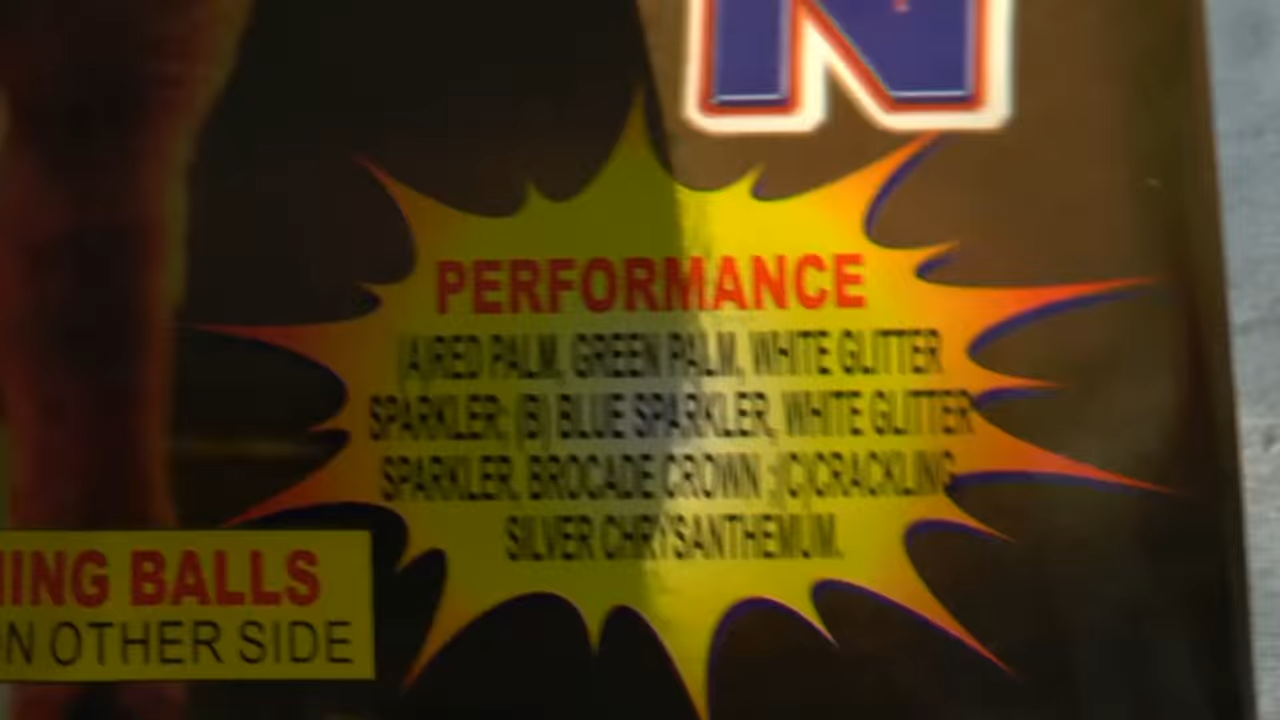 N
PERFORMANCE
(A)RED PALM, GREEN PALM, WHITE GLITTER
SPARKLER; (B) BLUE SPARKLER, WHITE GLITTER
SPARKLER, BROCADE CROWN ;(C)CRACKLING
SILVER CHRYSANTHEMUM.
ING BALLS
ON OTHER SIDE